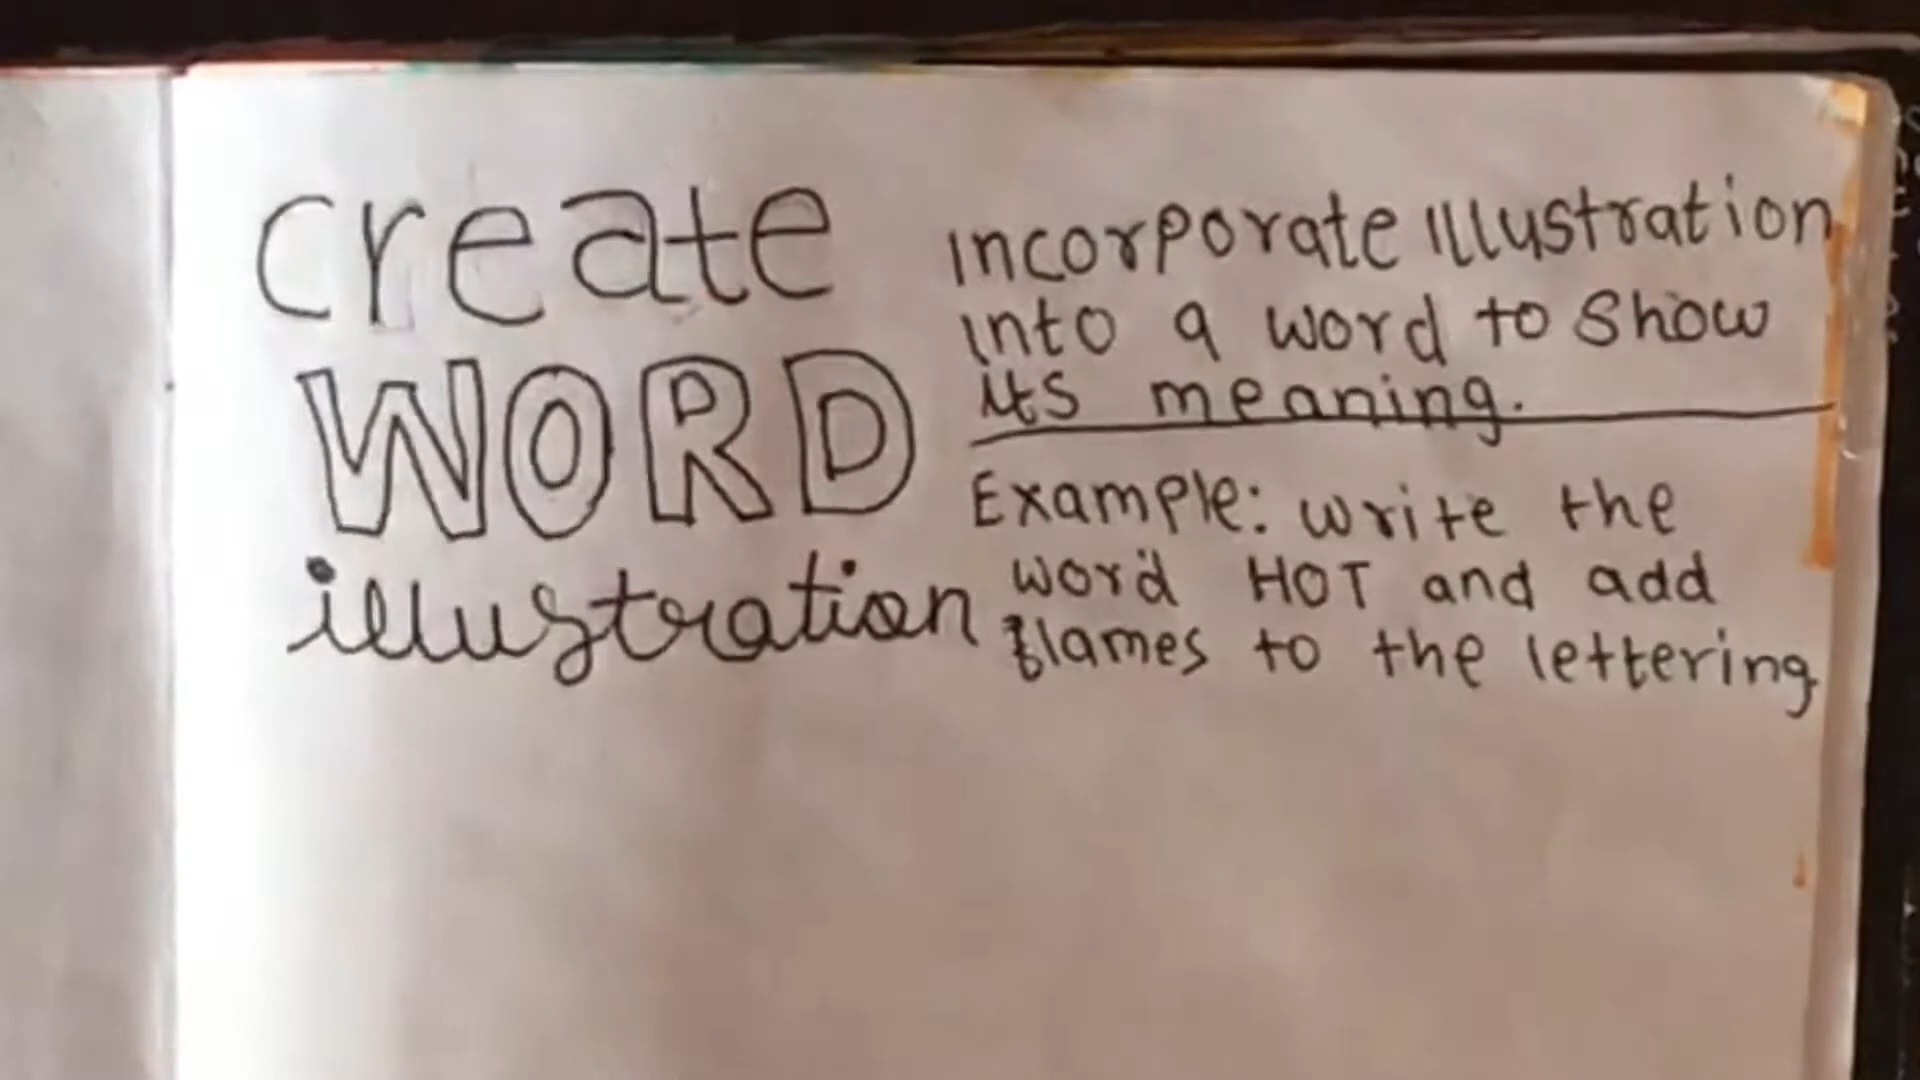 create
WORD
illustration
Incorporate Illustration
into a word to show
its meaning.
Example: write the
word HOT and add
flames to the lettering